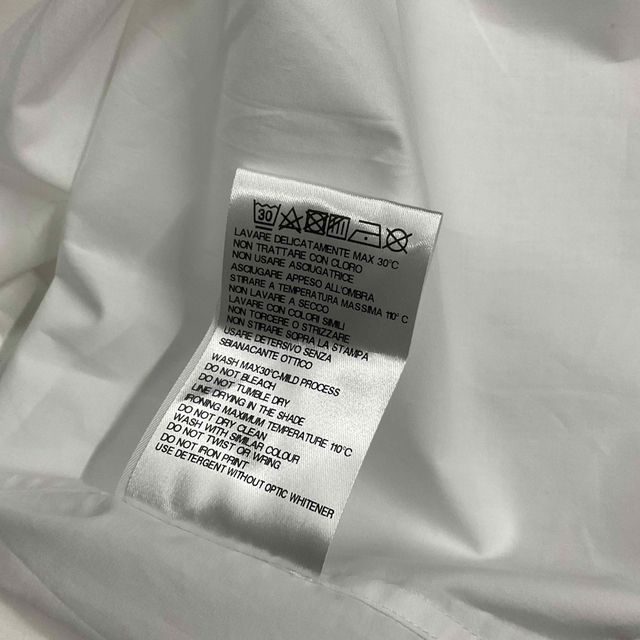 30
LAVARE DELICATAMENTE MAX 30°C
NON TRATTARE CON CLORO
NON USARE ASCIUGATRICE
ASCIUGARE APPESO ALL'OMBRA
STIRARE A TEMPERATURA MASSIMA 110°C
NON LAVARE A SECCO
LAVARE CON COLORI SIMILI
NON TORCERE O STRIZZARE
NON STIRARE SOPRA LA STAMPA
USARE DETERSIVO SENZA
SBIANCANTE OTTICO
WASH MAX30°C-MILD PROCESS
DO NOT BLEACH
DO NOT TUMBLE DRY
LINE DRYING IN THE SHADE
IRONING MAXIMUM TEMPERATURE 110°C
DO NOT DRY CLEAN
WASH WITH SIMILAR COLOUR
DO NOT TWIST OR WRING
DO NOT IRON PRINT
USE DETERGENT WITHOUT OPTIC WHITENER